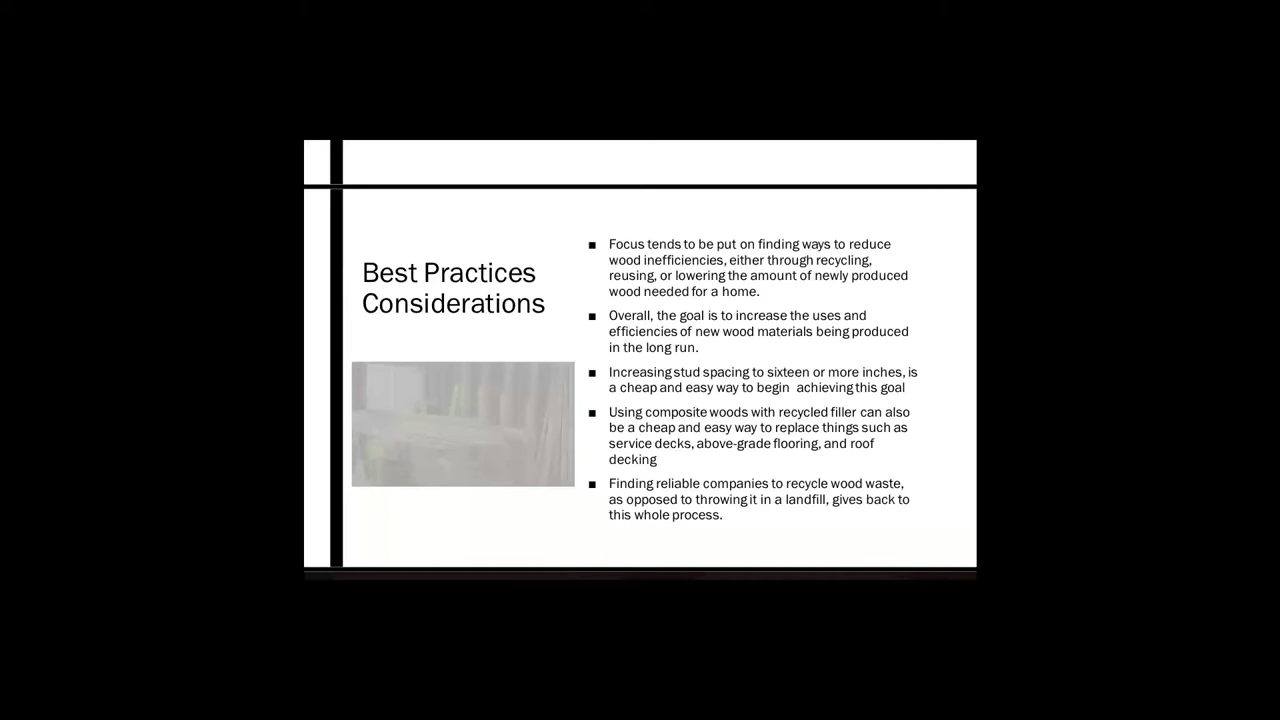 Best Practices
Considerations
■ Focus tends to be put on finding ways to reduce
wood inefficiencies, either through recycling,
reusing, or lowering the amount of newly produced
wood needed for a home.
■ Overall, the goal is to increase the uses and
efficiencies of new wood materials being produced
in the long run.
■ Increasing stud spacing to sixteen or more inches, is
a cheap and easy way to begin  achieving this goal
■ Using composite woods with recycled filler can also
be a cheap and easy way to replace things such as
service decks, above-grade flooring, and roof
decking
■ Finding reliable companies to recycle wood waste,
as opposed to throwing it in a landfill, gives back to
this whole process.